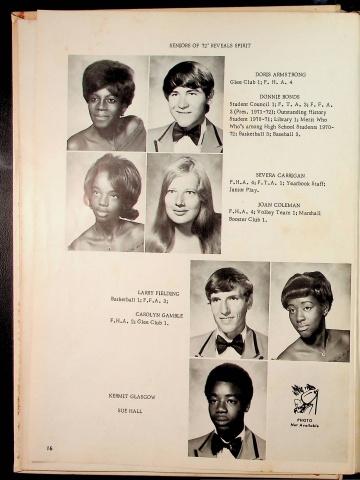 SENIORS OF 72' REVEALS SPIRIT
DORIS ARMSTRONG
Glee Club 1; F. H. A. 4
DONNIE BONDS
Student Council 1; F. T. A. 3; F. F. A.
3 (Pres. 1971-72); Outstanding History
Student 1970-71; Library 1; Merit Who
Who's among High School Students 1970-
72; Basketball 3; Baseball 3.
SEVERA CARRIGAN
F.H.A. 4; F.T.A. 1; Yearbook Staff;
Junior Play.
JOAN COLEMAN
F.H.A. 4; Volley Team 1; Marshall
Booster Club 1.
LARRY FIELDING
Basketball 1; F.F.A. 3;
CAROLYN GAMBLE
F.H.A. 2; Glee Club 1.
KERMIT GLASGOW
SUE HALL
PHOTO
Not Available
16